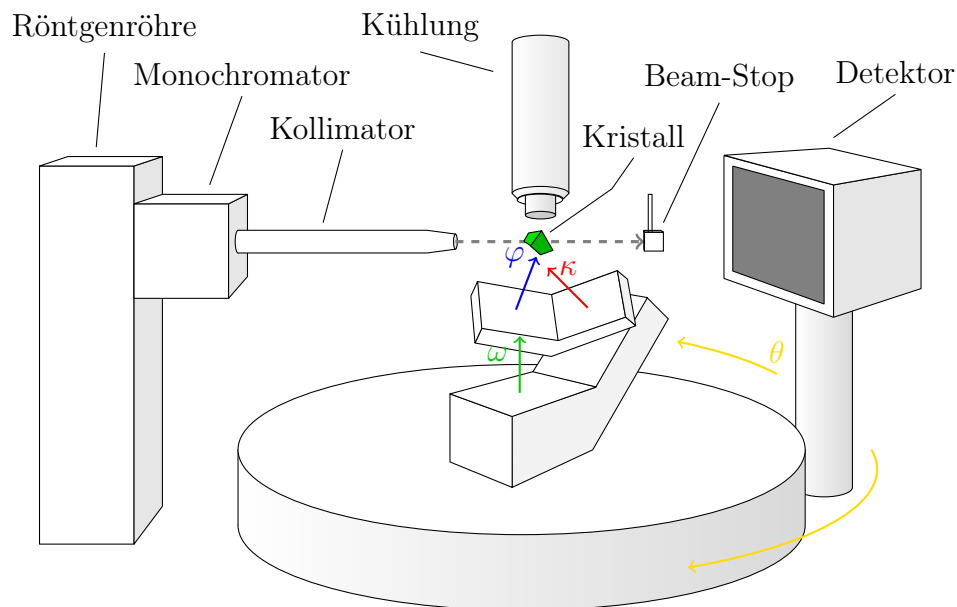 Röntgenröhre
Monochromator
Kollimator
Kühlung
Beam-Stop
Detektor
Kristall
φ
κ
ω
θ